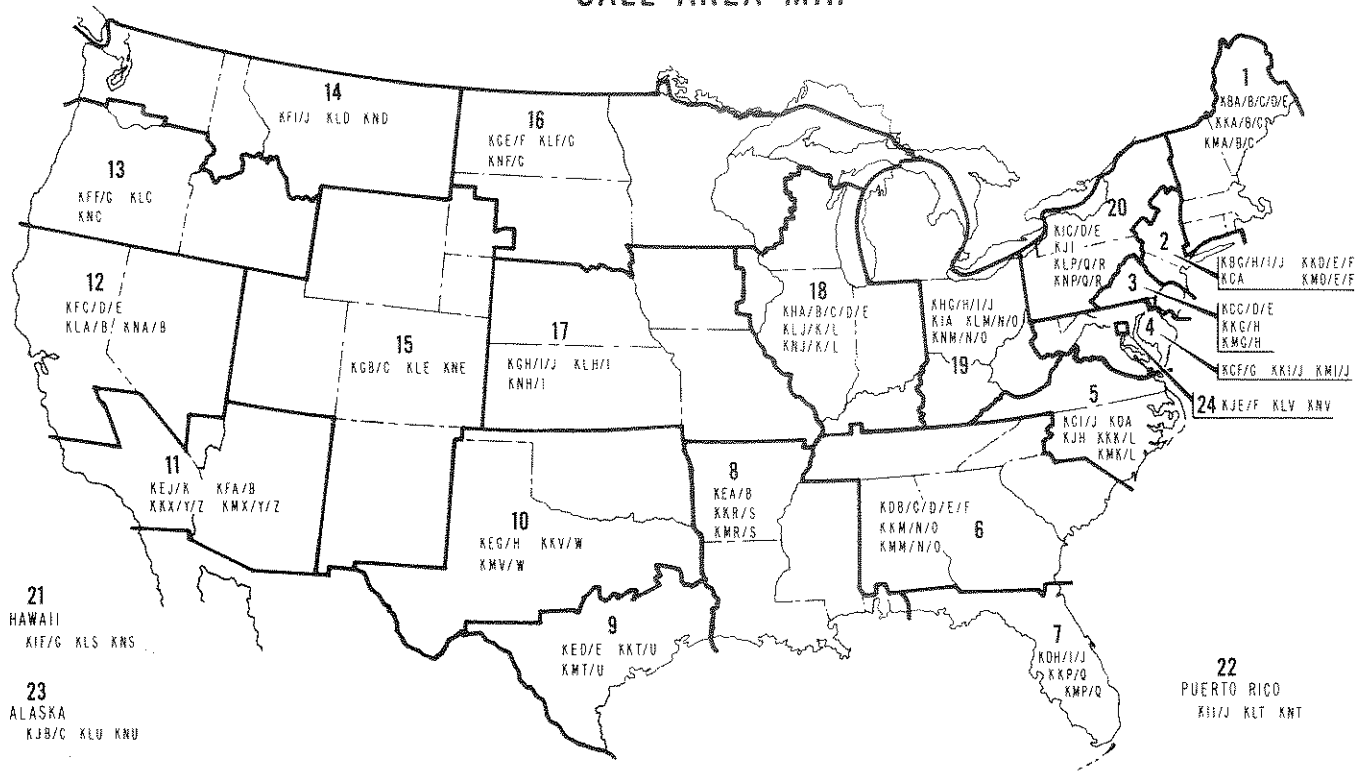 CALL AREA MAP
14
KFI/J KLD KND
16
KGE/F KLF/G
KNF/G
1
KBA/B/C/D/E
KKA/B/C
KMA/B/C
13
KFF/G KLC
KNC
20
KIC/D/E
KJI
KLP/Q/R
KNP/Q/R
2
KBG/H/I/J KKD/E/F
KCA KMD/E/F
12
KFC/D/E
KLA/B KNA/B
18
KHA/B/C/D/E
KLJ/K/L
KNJ/K/L
KHG/H/I/J
KIA KLM/N/O
KNM/N/O
19
3
KCC/D/E
KKG/H
KMG/H
15
KGB/C KLE KNE
17
KGH/I/J KLH/I
KNH/I
4
KCF/G KKI/J KMI/J
24 KJE/F KLV KNV
5
KCI/J KDA
KJH KKK/L
KMK/L
11
KEJ/K KFA/B
KKX/Y/Z KMX/Y/Z
8
KEA/B
KKR/S
KMR/S
10
KEG/H KKV/W
KMV/W
KDB/C/D/E/F
KKM/N/O
KMM/N/O
6
21
HAWAII
KIF/G KLS KNS
9
KED/E KKT/U
KMT/U
7
KDH/I/J
KKP/Q
KMP/Q
22
PUERTO RICO
KII/J KLT KNT
23
ALASKA
KJB/C KLU KNU